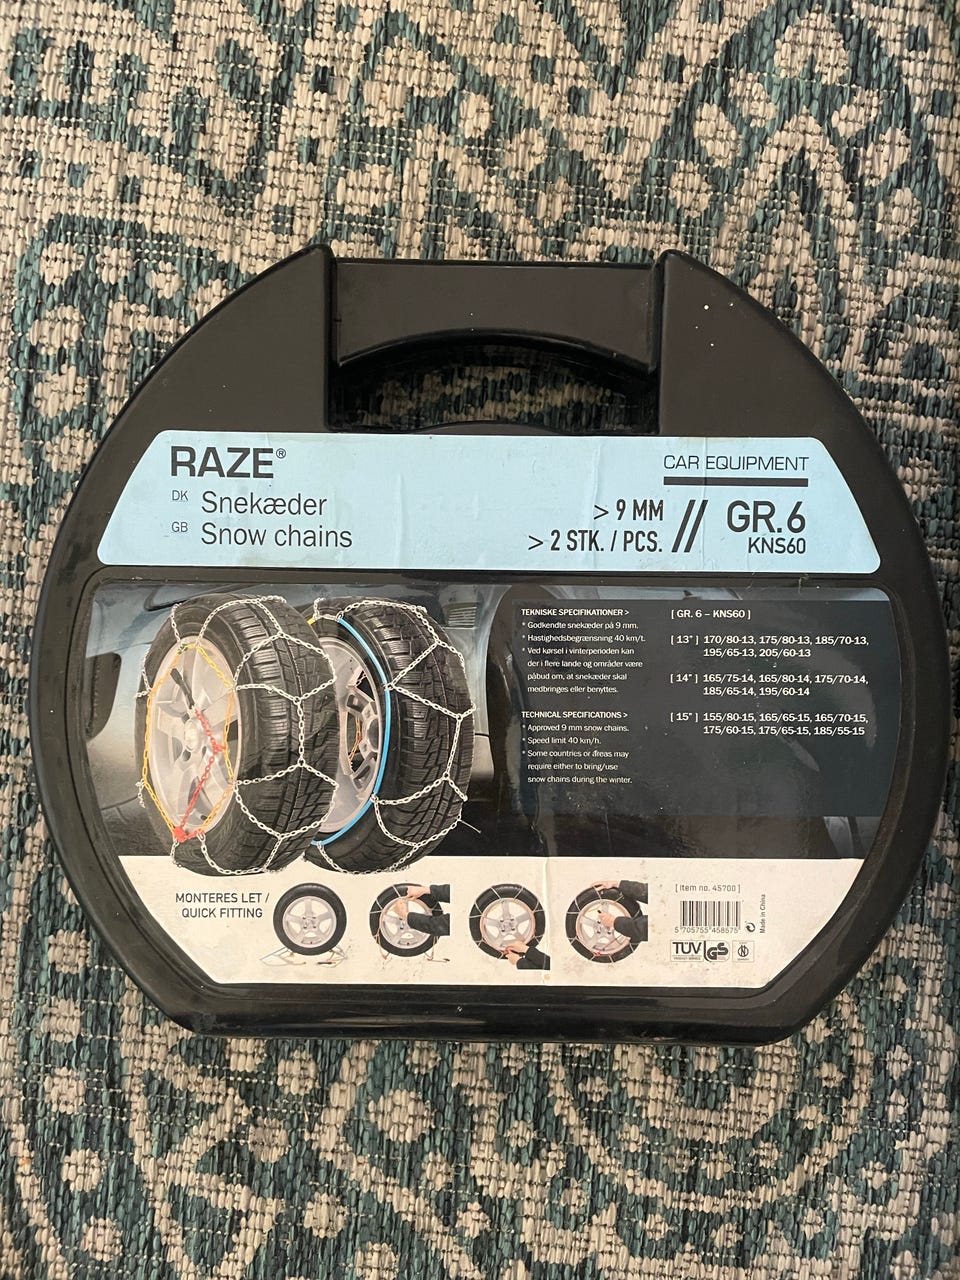 RAZE®
CAR EQUIPMENT
DK Snekæder
GB Snow chains
> 9 MM
> 2 STK. / PCS.
//
GR.6
KNS60
TEKNISKE SPECIFIKATIONER >
* Godkendte snekæder på 9 mm.
* Hastighedsbegrænsning 40 km/t.
* Ved kørsel i vinterperioden kan
der i flere lande og områder være
påbud om, at snekæder skal
medbringes eller benyttes.
TECHNICAL SPECIFICATIONS >
* Approved 9 mm snow chains.
* Speed limit 40 km/h.
* Some countries or areas may
require either to bring/use
snow chains during the winter.
[ GR. 6 – KNS60 ]
[ 13" ] 170/80-13, 175/80-13, 185/70-13,
195/65-13, 205/60-13
[ 14" ] 165/75-14, 165/80-14, 175/70-14,
185/65-14, 195/60-14
[ 15" ] 155/80-15, 165/65-15, 165/70-15,
175/60-15, 175/65-15, 185/55-15
MONTERES LET /
QUICK FITTING
[ Item no. 45700 ]
5 705755 458575
Made in China
TÜV
GS